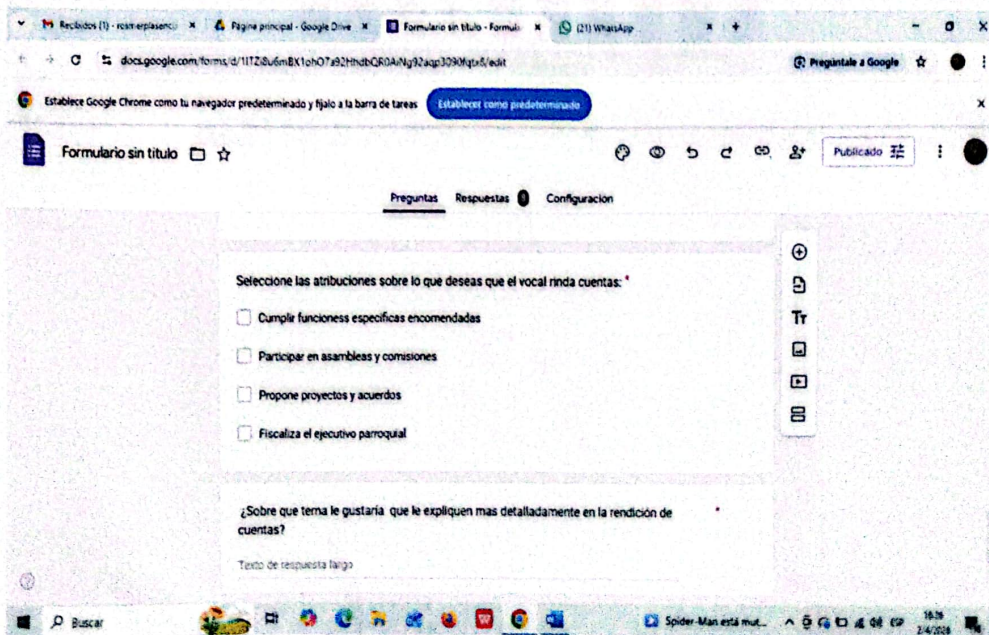 Recibidos (1) -
Página principal - Google Drive
Formulario sin título - Formul
(21) WhatsApp
Pregúntale a Google
Establece Google Chrome como tu navegador predeterminado y fíjalo a la barra de tareas
Establecer como predeterminado
Formulario sin título
Publicado
Preguntas Respuestas Configuración
Seleccione las atribuciones sobre lo que deseas que el vocal rinda cuentas: *
Cumplir funcioness especificas encomendadas
Participar en asambleas y comisiones
Propone proyectos y acuerdos
Fiscaliza el ejecutivo parroquial
¿Sobre que tema le gustaría que le expliquen mas detalladamente en la rendición de *
cuentas?
Texto de respuesta largo
Buscar
Spider-Man está mut...